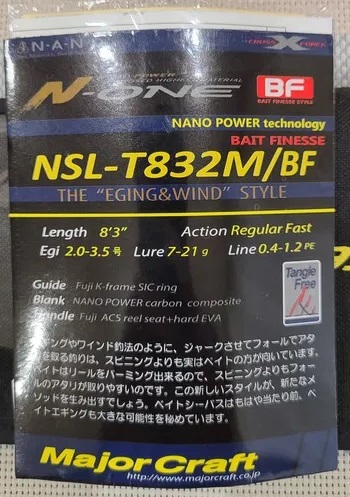 N-A-N
CROSS X FORCE
N-ONE
BF
BAIT FINESSE STYLE
NANO POWER technology
BAIT FINESSE
NSL-T832M/BF
THE "EGING&WIND" STYLE
Length 8'3" Action Regular Fast
Egi 2.0-3.5号 Lure 7-21g Line 0.4-1.2PE
Guide Fuji K-frame SIC ring
Blank NANO POWER carbon composite
Handle Fuji ACS reel seat+hard EVA
Tangle
Free
ギングやワインド釣法のように、ジャークさせてフォールでアタ
を取る釣りは、スピニングよりも実はベイトの方が向いています。
ベイトはリールをパーミング出来るので、スピニングよりもフォー
ルのアタリが取りやすいのです。この新しいスタイルが、新たなメ
ソッドを生み出すでしょう。ベイトシーバスはもはや当たり前、ベ
イトエギングも大きな可能性を秘めています。
Major Craft
http://www.majorcraft.co.jp